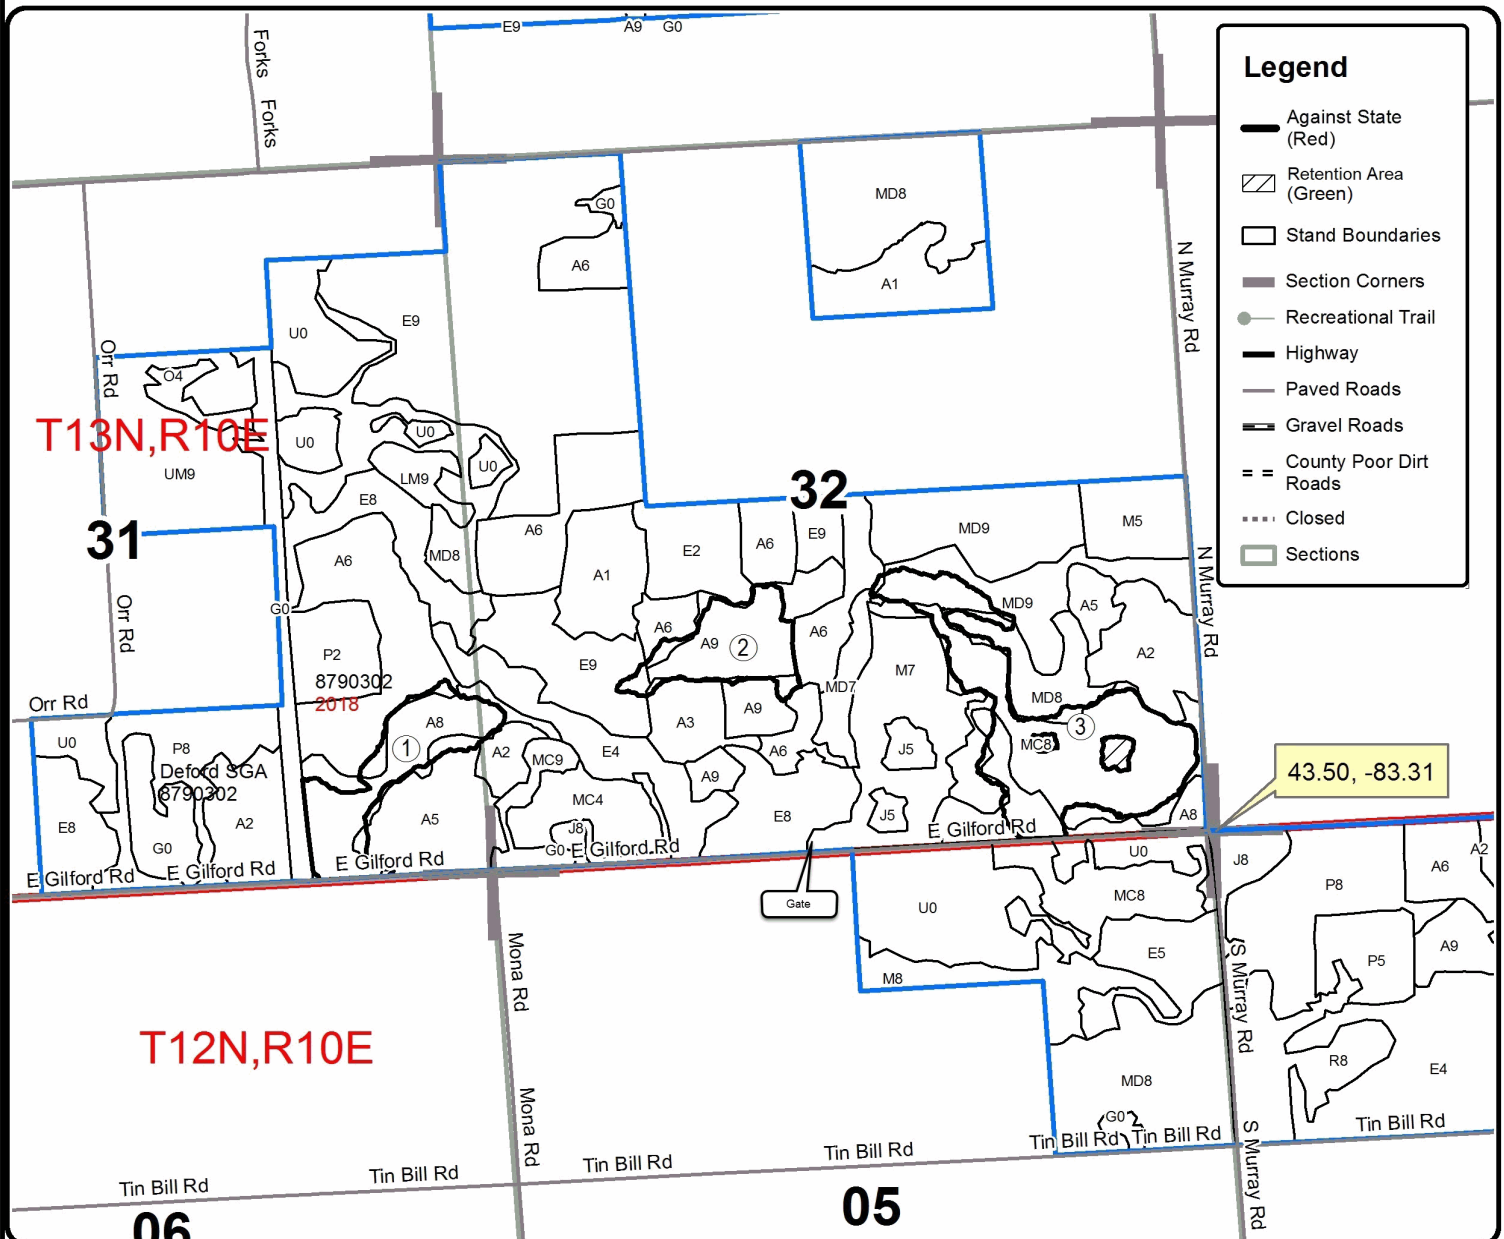 E9
A9
G0
Forks
Forks
Legend
Against State
(Red)
Retention Area
(Green)
Stand Boundaries
Section Corners
Recreational Trail
Highway
Paved Roads
Gravel Roads
County Poor Dirt
Roads
Closed
Sections
MD8
A1
G0
A6
N Murray Rd
U0
E9
Orr Rd
O4
T13N,R10E
UM9
U0
U0
U0
LM9
E8
32
31
A6
MD8
A6
A1
E2
A6
E9
MD9
M5
N Murray Rd
G0
Orr Rd
P2
8790302
2018
A6
A9
2
A6
E9
MD7
M7
MD9
A5
A2
MD8
Orr Rd
U0
P8
Deford SGA
8790302
E8
G0
A2
A8
1
A5
A2
MC9
E4
MC4
J8
G0
A3
A9
A6
A9
E8
J5
J5
3
MC8
A8
43.50, -83.31
E Gilford Rd
E Gilford Rd
E Gilford Rd
E Gilford Rd
E Gilford Rd
Gate
U0
M8
U0
MC8
E5
J8
P8
A6
A2
P5
A9
S Murray Rd
R8
E4
MD8
G0
Mona Rd
T12N,R10E
Mona Rd
Tin Bill Rd
Tin Bill Rd
Tin Bill Rd
Tin Bill Rd
Tin Bill Rd
Tin Bill Rd
Tin Bill Rd
S Murray Rd
05
06